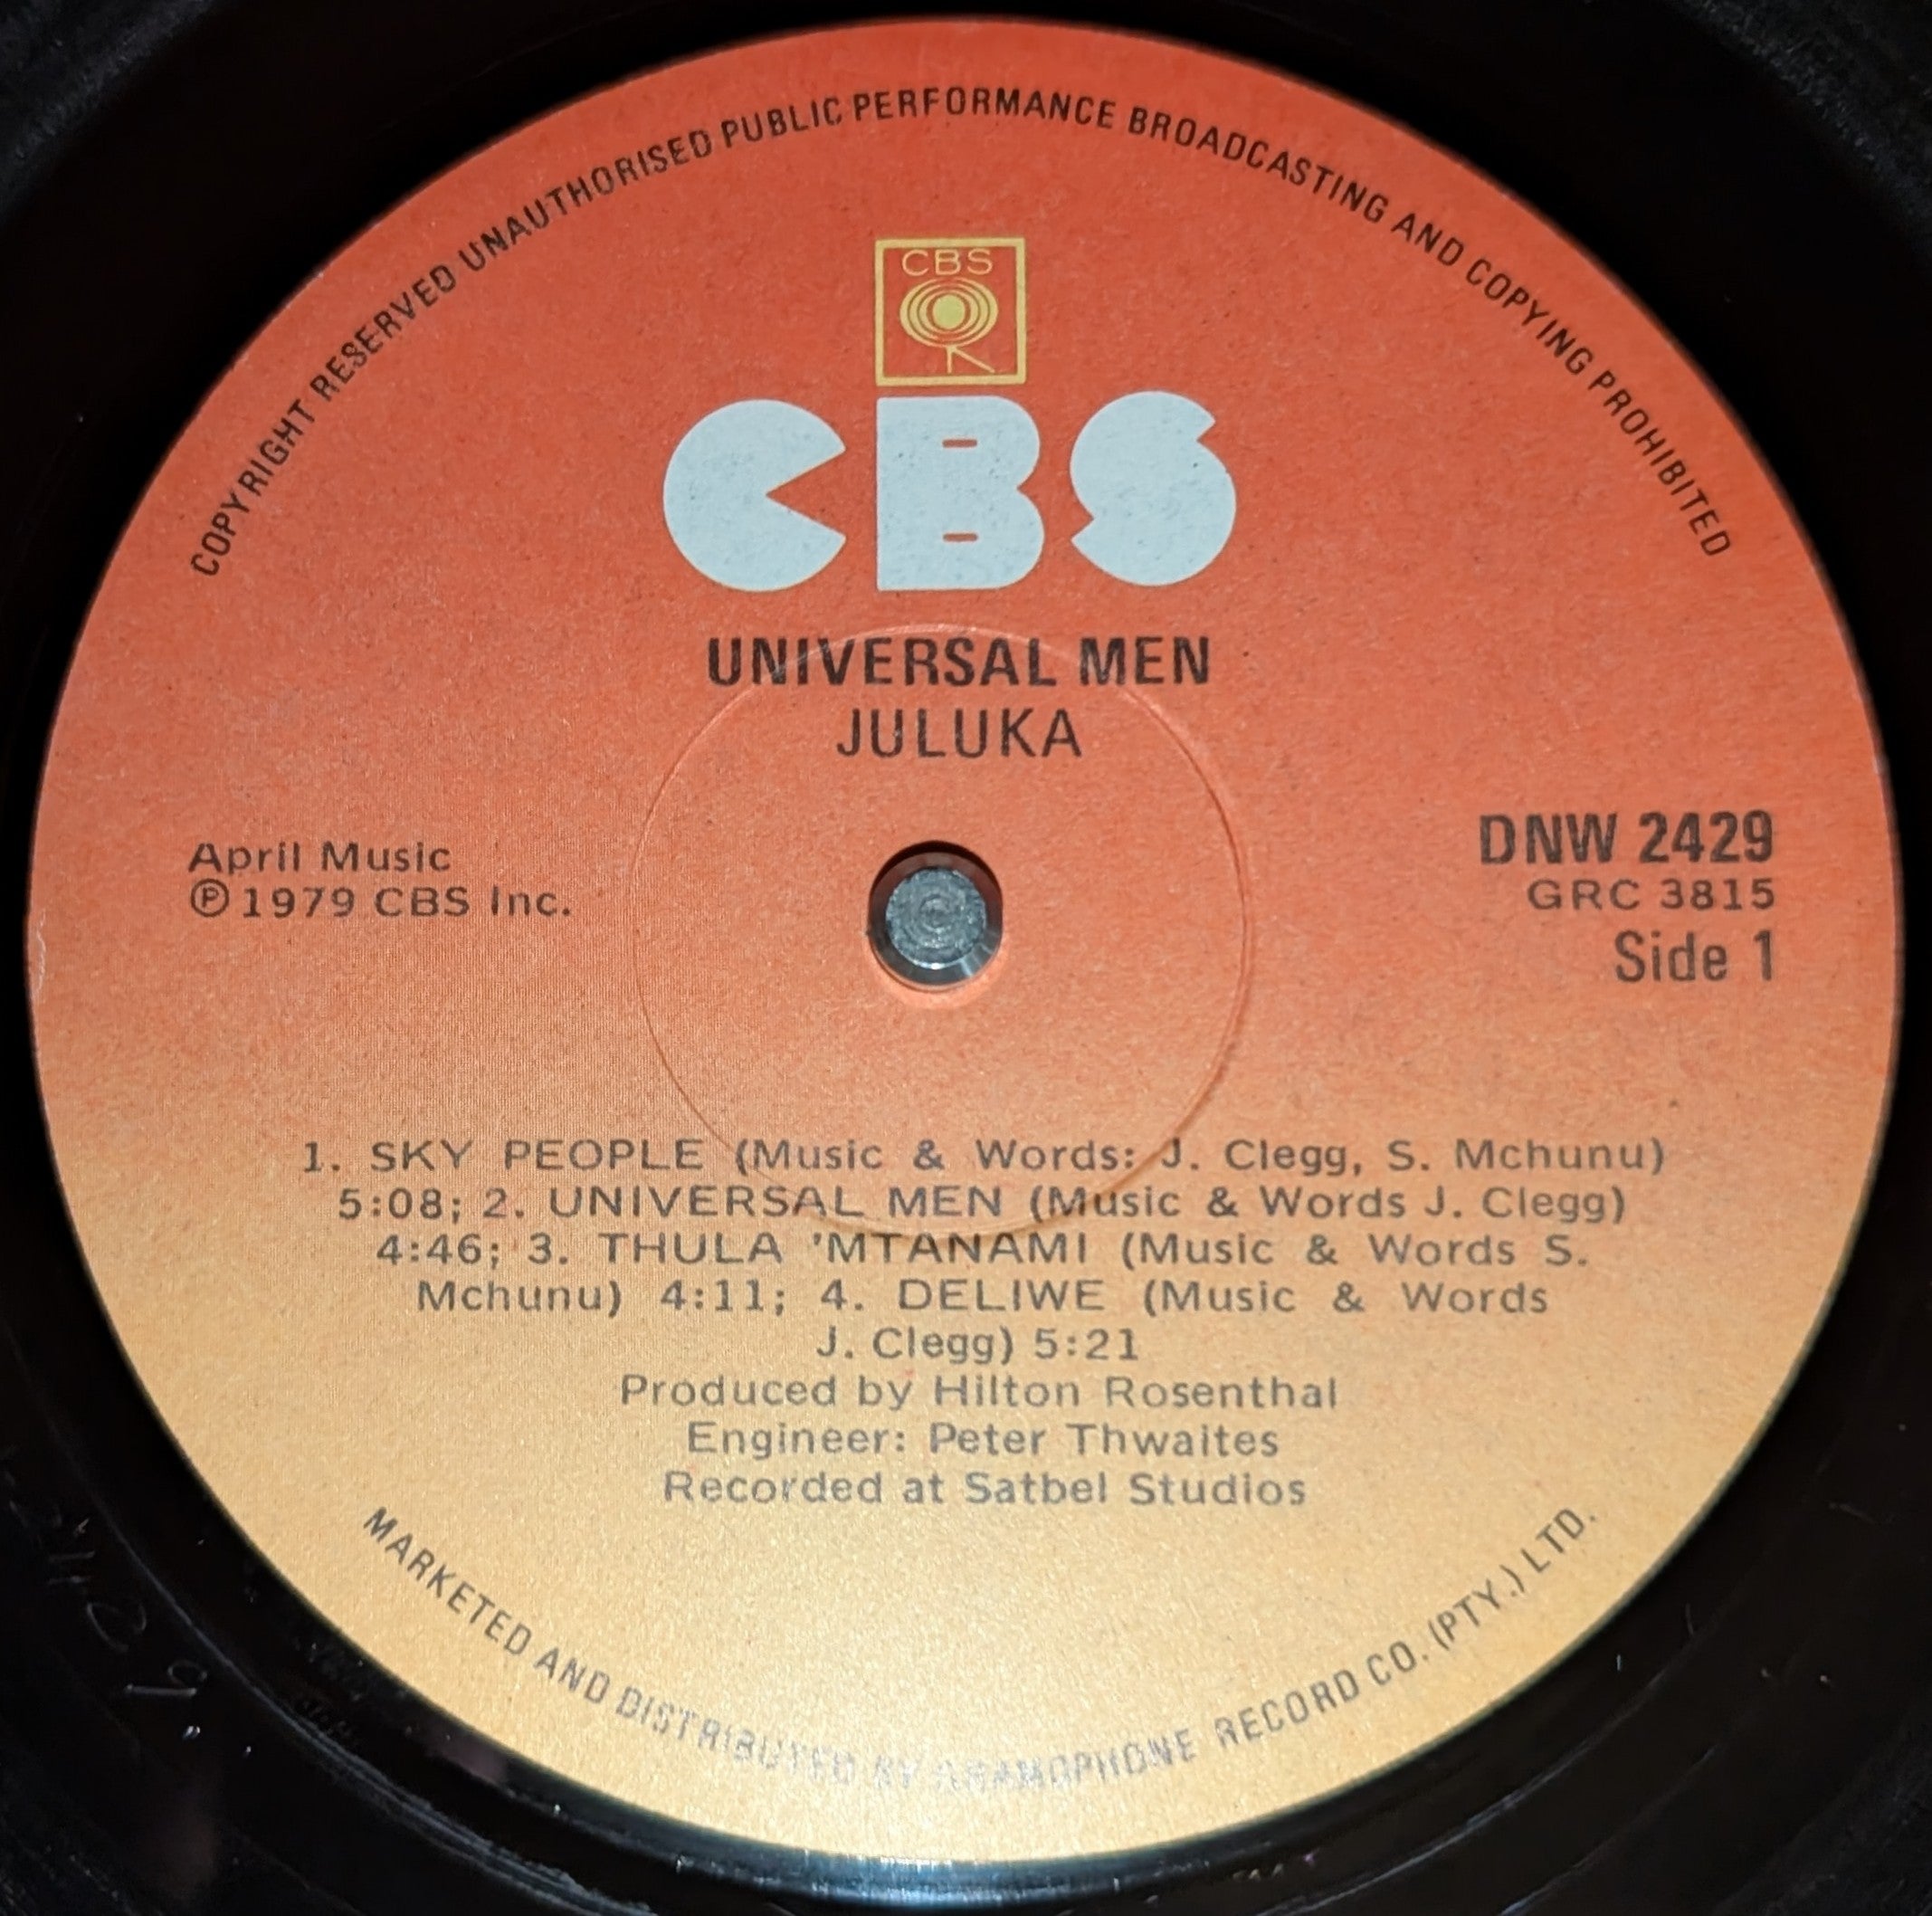 COPYRIGHT RESERVED UNAUTHORISED PUBLIC PERFORMANCE BROADCASTING AND COPYING PROHIBITED
CBS
CBS
UNIVERSAL MEN
JULUKA
April Music
℗ 1979 CBS Inc.
DNW 2429
GRC 3815
Side 1
1. SKY PEOPLE (Music & Words: J. Clegg, S. Mchunu)
5:08; 2. UNIVERSAL MEN (Music & Words J. Clegg)
4:46; 3. THULA 'MTANAMI (Music & Words S.
Mchunu) 4:11; 4. DELIWE (Music & Words
J. Clegg) 5:21
Produced by Hilton Rosenthal
Engineer: Peter Thwaites
Recorded at Satbel Studios
MARKETED AND DISTRIBUTED BY GRAMOPHONE RECORD CO. (PTY.) LTD.